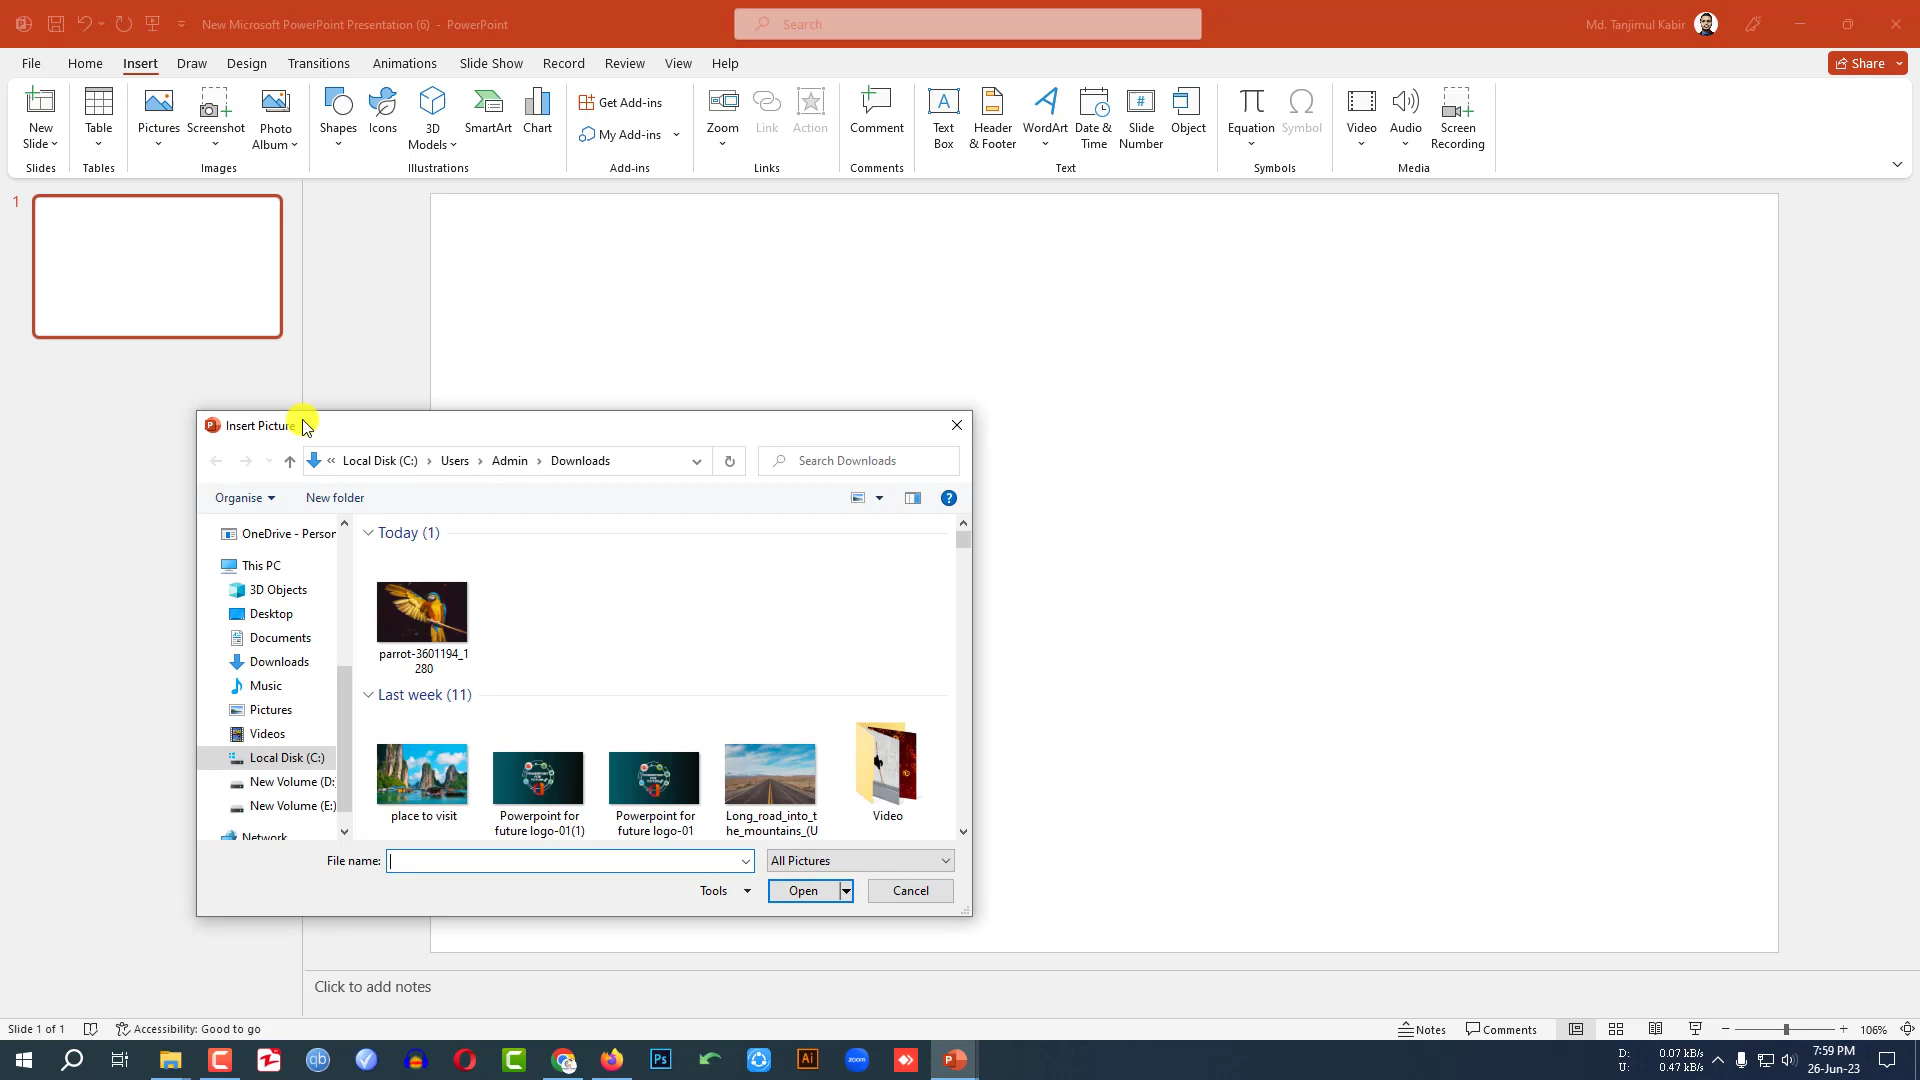 New Microsoft PowerPoint Presentation (6) - PowerPoint
Search
Md. Tanjimul Kabir
File Home Insert Draw Design Transitions Animations Slide Show Record Review View Help
Share
New Slide
Table
Pictures
Screenshot
Photo Album
Shapes
Icons
3D Models
SmartArt
Chart
Get Add-ins
My Add-ins
Zoom
Link
Action
Comment
Text Box
Header & Footer
WordArt
Date & Time
Slide Number
Object
Equation
Symbol
Video
Audio
Screen Recording
Slides Tables Images Illustrations Add-ins Links Comments Text Symbols Media
1
Insert Picture
« Local Disk (C:) › Users › Admin › Downloads
Search Downloads
Organise
New folder
OneDrive - Person
This PC
3D Objects
Desktop
Documents
Downloads
Music
Pictures
Videos
Local Disk (C:)
New Volume (D:
New Volume (E:)
Network
Today (1)
parrot-3601194_1
280
Last week (11)
place to visit
Powerpoint for
future logo-01(1)
Powerpoint for
future logo-01
Long_road_into_t
he_mountains_(U
Video
File name:
All Pictures
Tools
Open
Cancel
Click to add notes
Slide 1 of 1
Accessibility: Good to go
Notes
Comments
106%
qb
Ps
Ai
zoom
D: 0.07 kB/s
U: 0.47 kB/s
7:59 PM
26-Jun-23